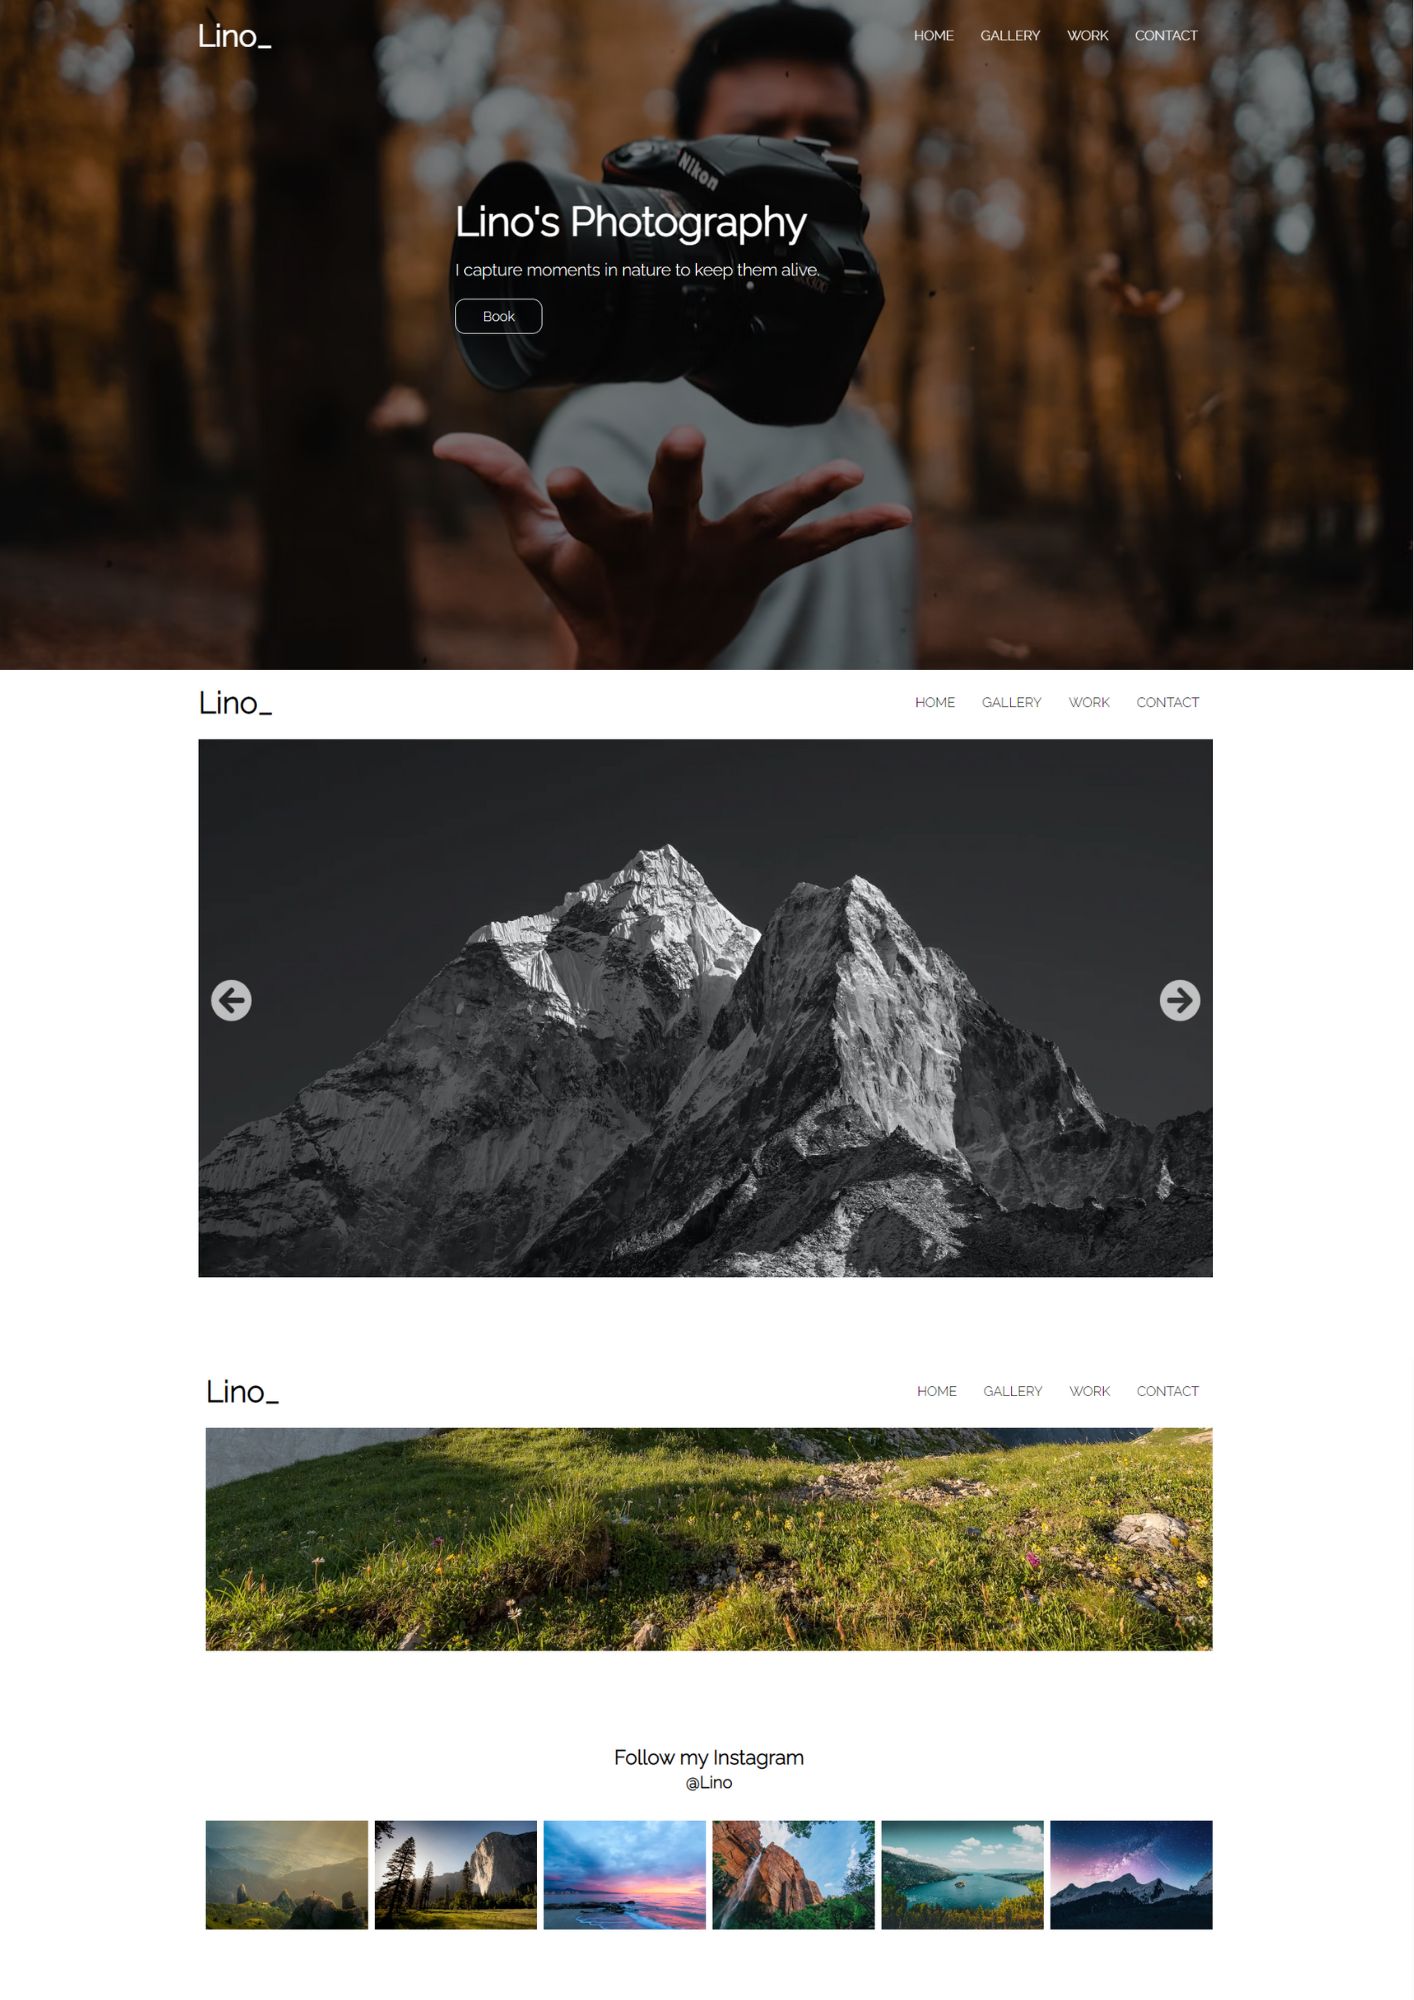 Lino_
HOME GALLERY WORK CONTACT
Nikon
Lino's Photography
I capture moments in nature to keep them alive.
Book
Lino_
HOME GALLERY WORK CONTACT
Lino_
HOME GALLERY WORK CONTACT
Follow my Instagram
@Lino